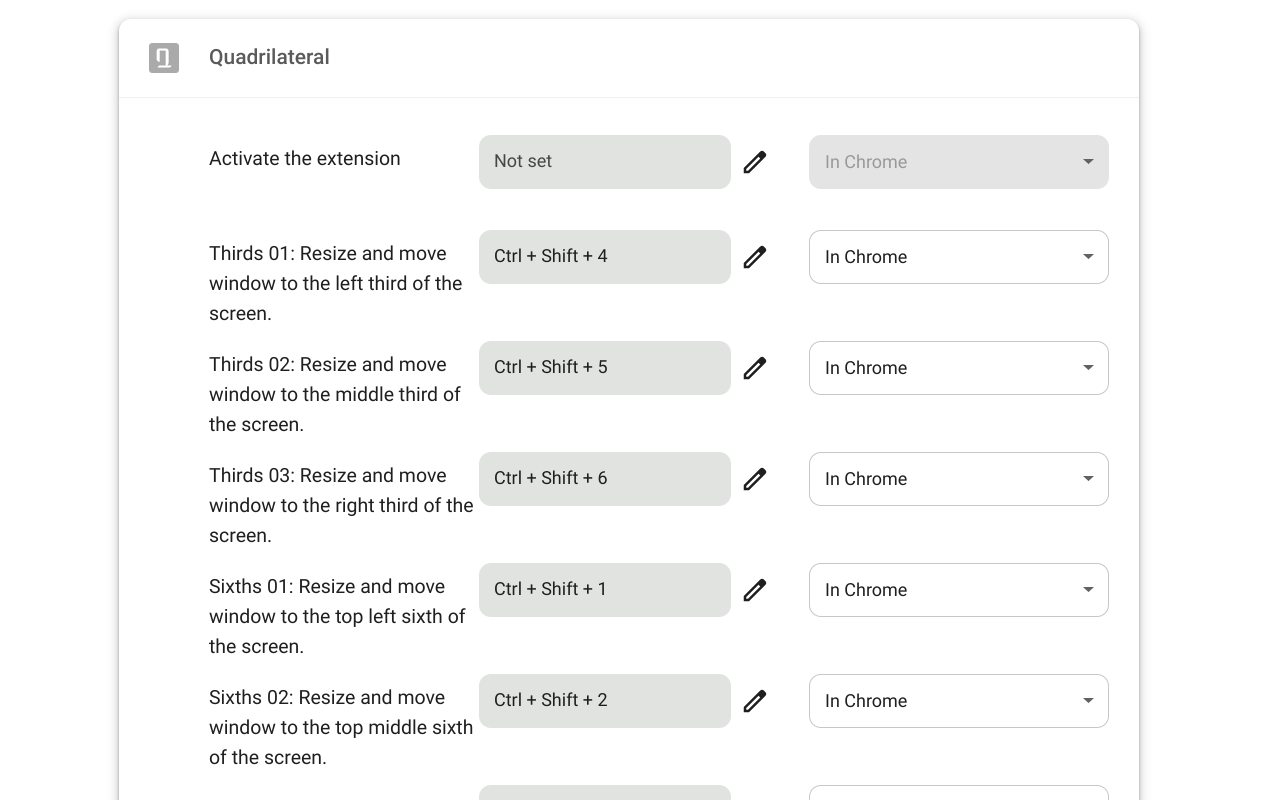 Quadrilateral
Activate the extension
Not set
In Chrome
Thirds 01: Resize and move
window to the left third of the
screen.
Ctrl + Shift + 4
In Chrome
Thirds 02: Resize and move
window to the middle third of
the screen.
Ctrl + Shift + 5
In Chrome
Thirds 03: Resize and move
window to the right third of the
screen.
Ctrl + Shift + 6
In Chrome
Sixths 01: Resize and move
window to the top left sixth of
the screen.
Ctrl + Shift + 1
In Chrome
Sixths 02: Resize and move
window to the top middle sixth
of the screen.
Ctrl + Shift + 2
In Chrome